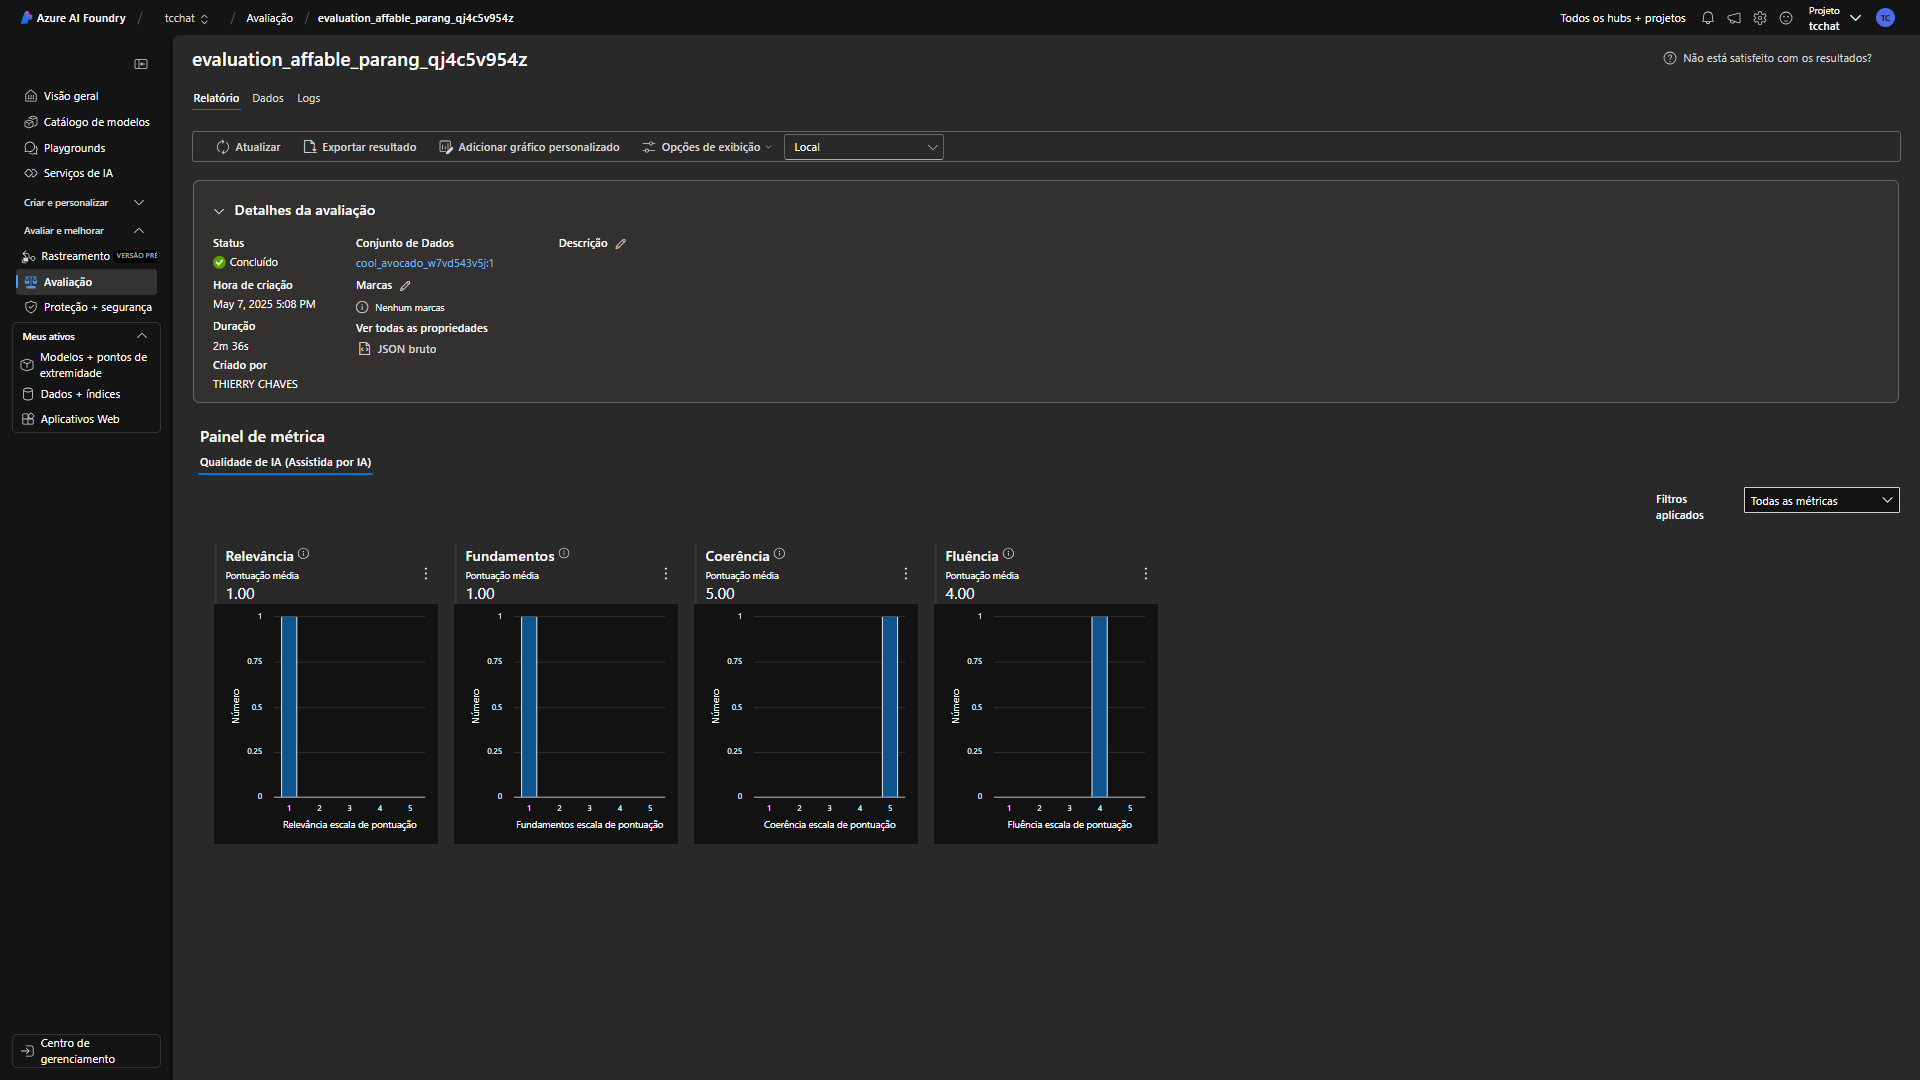 Azure AI Foundry / tcchat / Avaliação / evaluation_affable_parang_qj4c5v954z
Todos os hubs + projetos
Projeto
tcchat
TC
evaluation_affable_parang_qj4c5v954z
Não está satisfeito com os resultados?
Relatório Dados Logs
Atualizar Exportar resultado Adicionar gráfico personalizado Opções de exibição Local
Visão geral
Catálogo de modelos
Playgrounds
Serviços de IA
Criar e personalizar
Avaliar e melhorar
Rastreamento VERSÃO PRÉ
Avaliação
Proteção + segurança
Meus ativos
Modelos + pontos de
extremidade
Dados + índices
Aplicativos Web
Centro de
gerenciamento
Detalhes da avaliação
Status
Concluído
Hora de criação
May 7, 2025 5:08 PM
Duração
2m 36s
Criado por
THIERRY CHAVES
Conjunto de Dados
cool_avocado_w7vd543v5j:1
Marcas
Nenhum marcas
Ver todas as propriedades
JSON bruto
Descrição
Painel de métrica
Qualidade de IA (Assistida por IA)
Filtros
aplicados
Todas as métricas
Relevância
Pontuação média
1.00
1
0.75
0.5
0.25
0
Número
1 2 3 4 5
Relevância escala de pontuação
Fundamentos
Pontuação média
1.00
1
0.75
0.5
0.25
0
Número
1 2 3 4 5
Fundamentos escala de pontuação
Coerência
Pontuação média
5.00
1
0.75
0.5
0.25
0
Número
1 2 3 4 5
Coerência escala de pontuação
Fluência
Pontuação média
4.00
1
0.75
0.5
0.25
0
Número
1 2 3 4 5
Fluência escala de pontuação